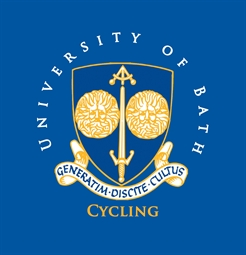 UNIVERSITY OF BATH
GENERATIM · DISCITE · CULTUS
CYCLING